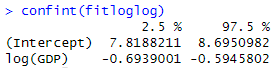 > confint(fitloglog)
2.5 % 97.5 %
(Intercept) 7.8188211 8.6950982
log(GDP) -0.6939001 -0.5945802